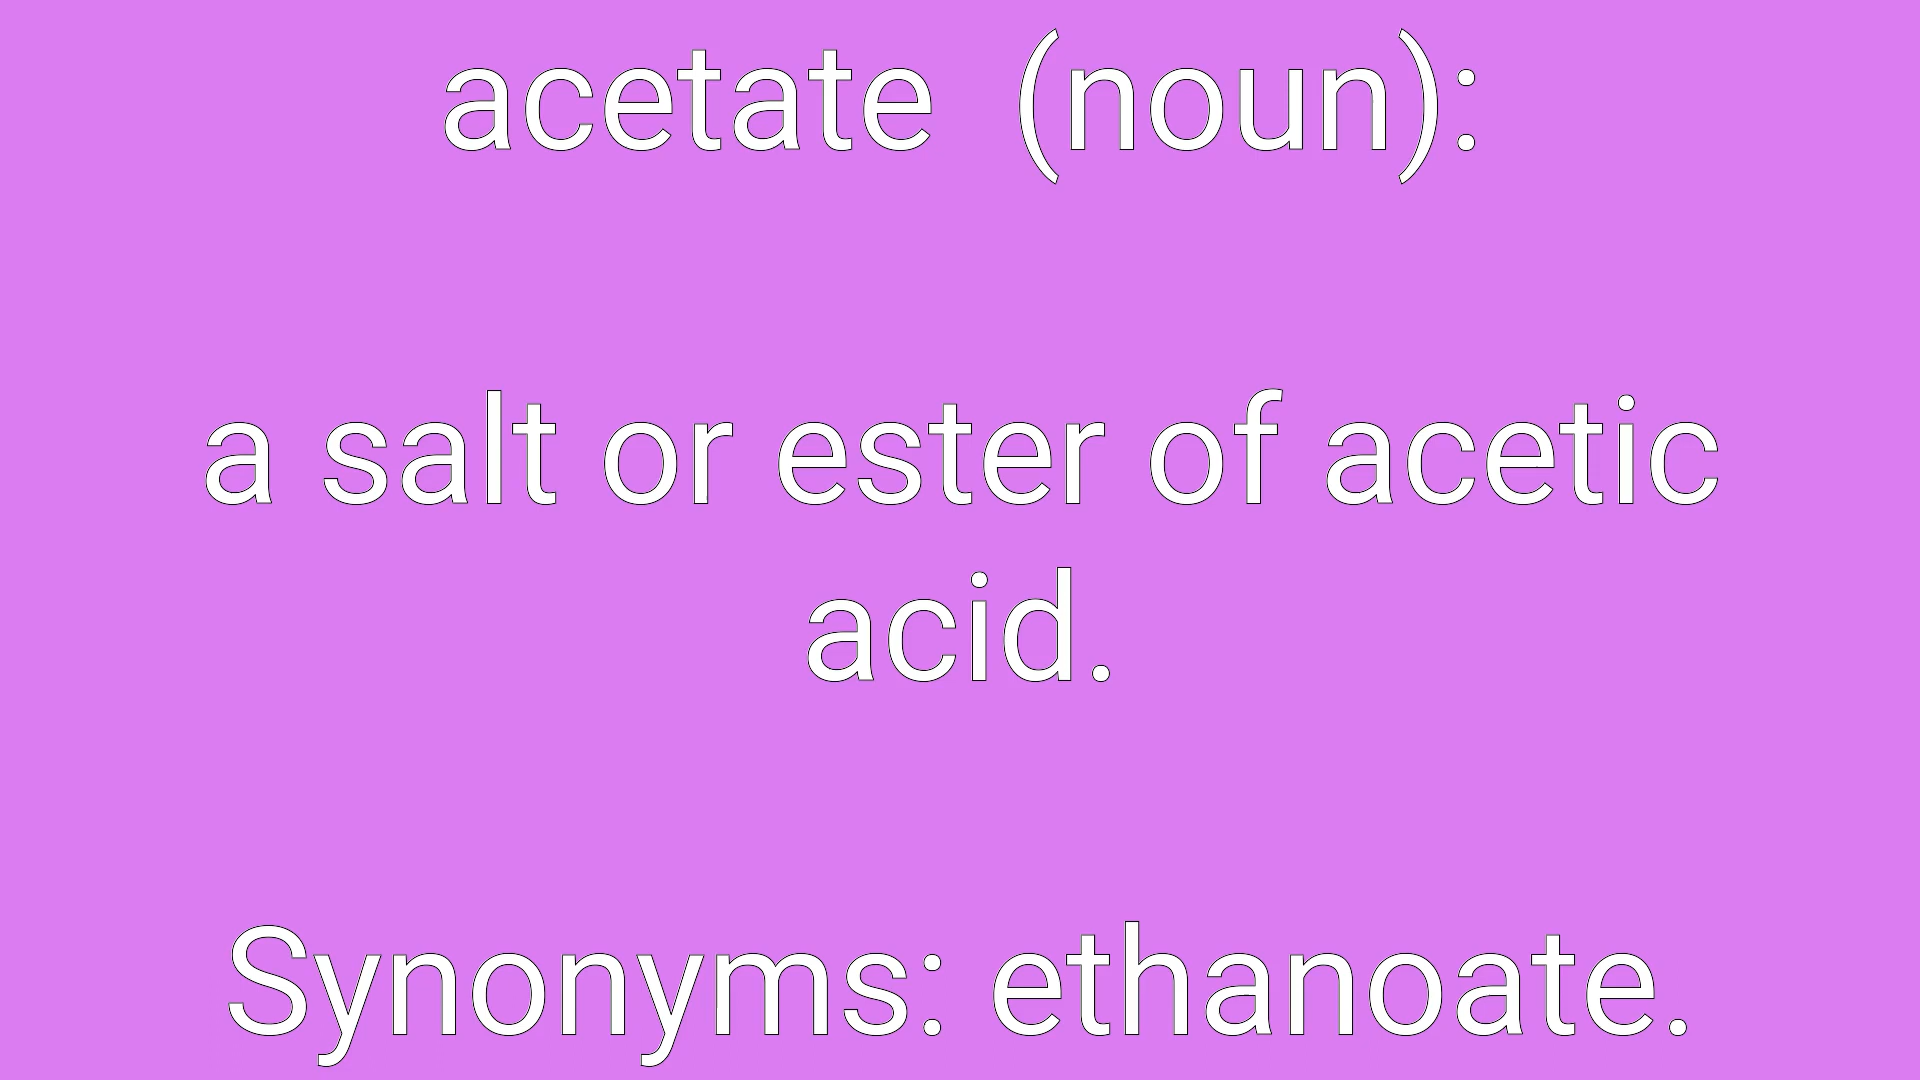 acetate  (noun):
a salt or ester of acetic
acid.
Synonyms: ethanoate.